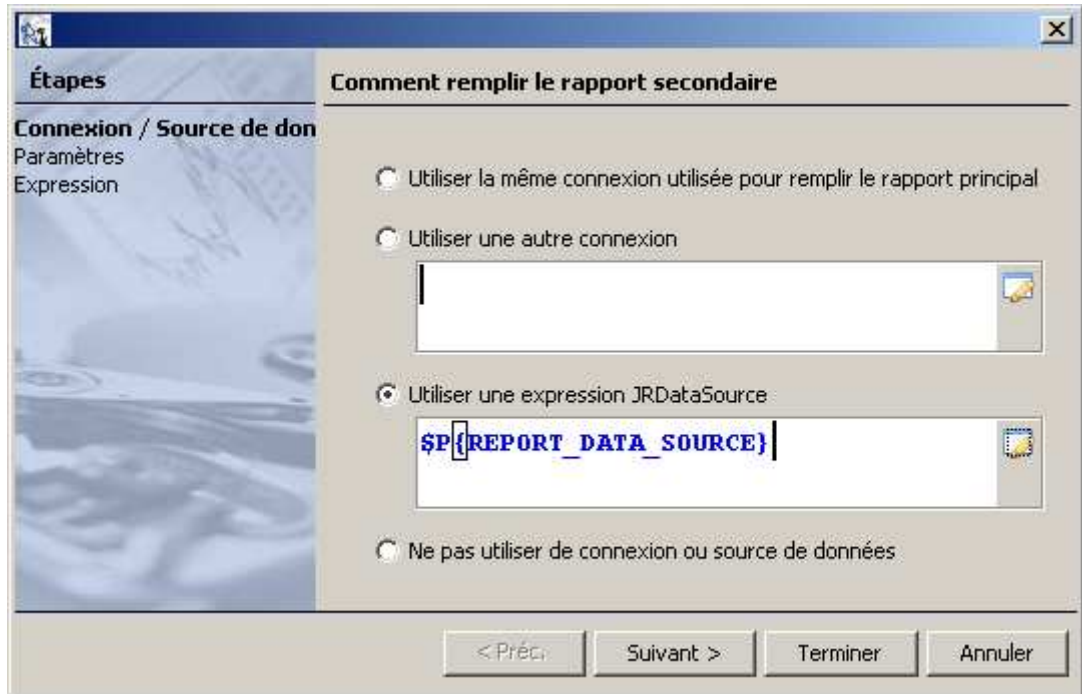 Étapes
Connexion / Source de don
Paramètres
Expression
Comment remplir le rapport secondaire
Utiliser la même connexion utilisée pour remplir le rapport principal
Utiliser une autre connexion
Utiliser une expression JRDataSource
$P{REPORT_DATA_SOURCE}
Ne pas utiliser de connexion ou source de données
< Préc.
Suivant >
Terminer
Annuler